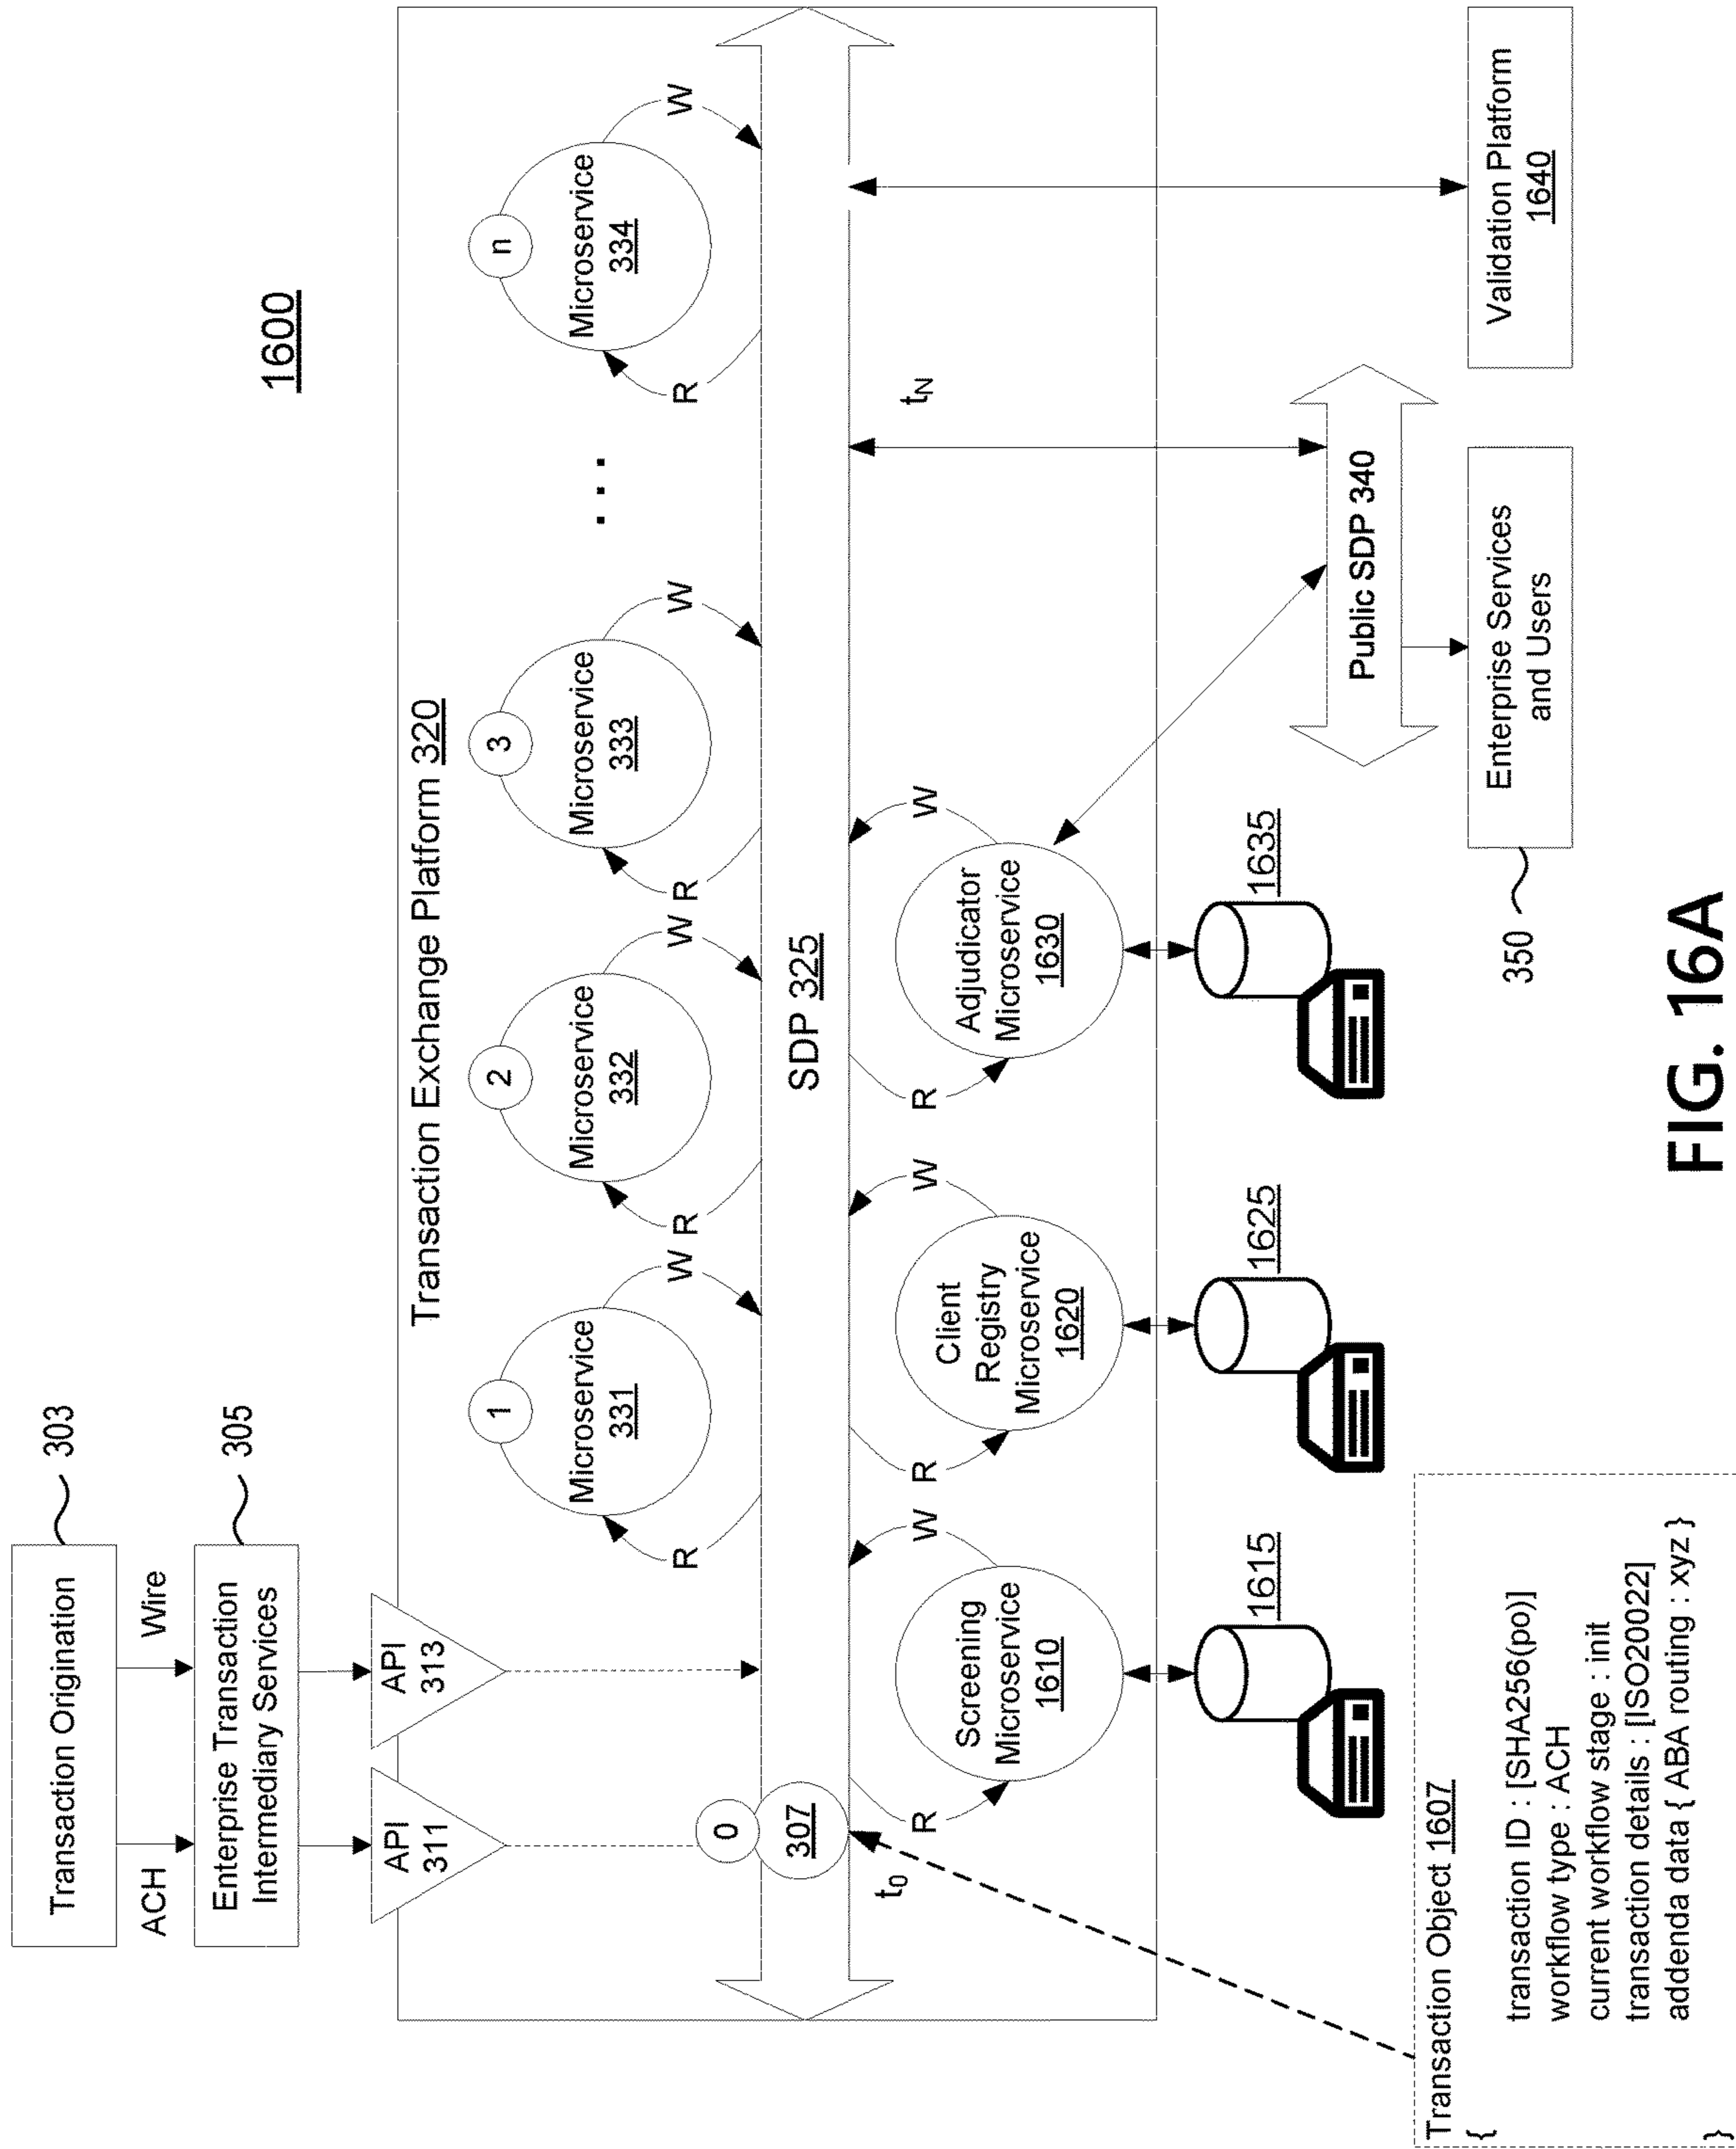 1600
Transaction Origination
303
ACH
Wire
Enterprise Transaction
Intermediary Services
305
API
311
API
313
Transaction Exchange Platform 320
1
Microservice
331
R
W
2
Microservice
332
R
W
3
Microservice
333
R
W
. . .
n
Microservice
334
R
W
0
307
t0
SDP 325
tN
R
W
Screening
Microservice
1610
R
W
Client
Registry
Microservice
1620
R
W
Adjudicator
Microservice
1630
1615
1625
1635
Public SDP 340
Enterprise Services
and Users
350
Validation Platform
1640
Transaction Object 1607
{
transaction ID : [SHA256(po)]
workflow type : ACH
current workflow stage : init
transaction details : [ISO20022]
addenda data { ABA routing : xyz }
}
FIG. 16A